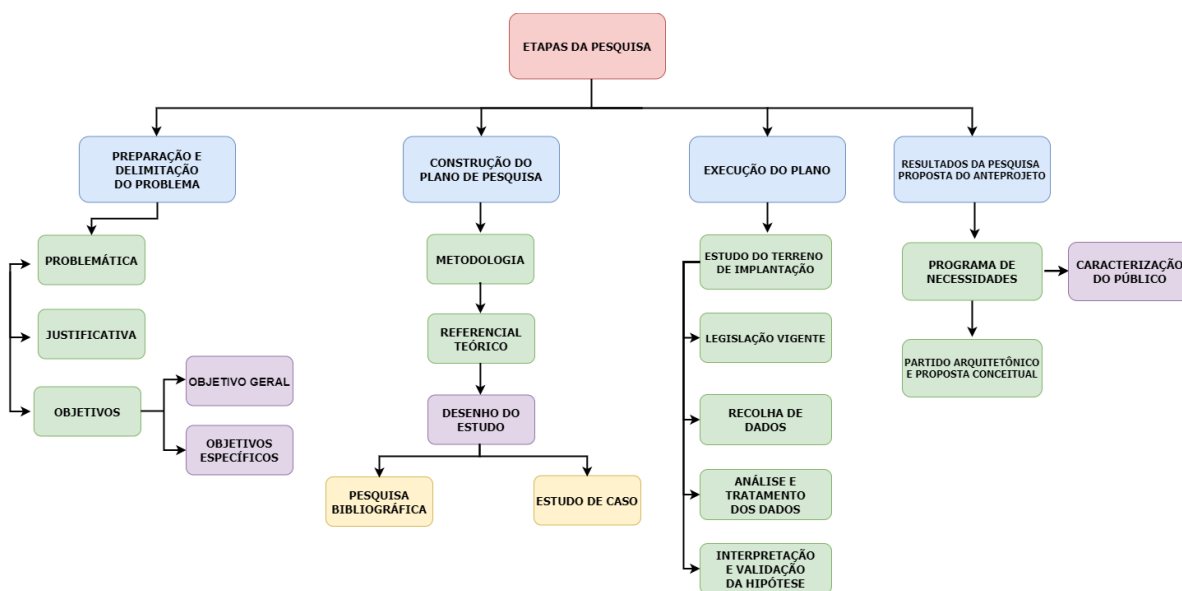 ETAPAS DA PESQUISA
PREPARAÇÃO E
DELIMITAÇÃO
DO PROBLEMA
PROBLEMÁTICA
JUSTIFICATIVA
OBJETIVOS
OBJETIVO GERAL
OBJETIVOS
ESPECÍFICOS
CONSTRUÇÃO DO
PLANO DE PESQUISA
METODOLOGIA
REFERENCIAL
TEÓRICO
DESENHO DO
ESTUDO
PESQUISA
BIBLIOGRÁFICA
ESTUDO DE CASO
EXECUÇÃO DO PLANO
ESTUDO DO TERRENO
DE IMPLANTAÇÃO
LEGISLAÇÃO VIGENTE
RECOLHA DE
DADOS
ANÁLISE E
TRATAMENTO
DOS DADOS
INTERPRETAÇÃO
E VALIDAÇÃO
DA HIPÓTESE
RESULTADOS DA PESQUISA
PROPOSTA DO ANTEPROJETO
PROGRAMA DE
NECESSIDADES
CARACTERIZAÇÃO
DO PÚBLICO
PARTIDO ARQUITETÔNICO
E PROPOSTA CONCEITUAL